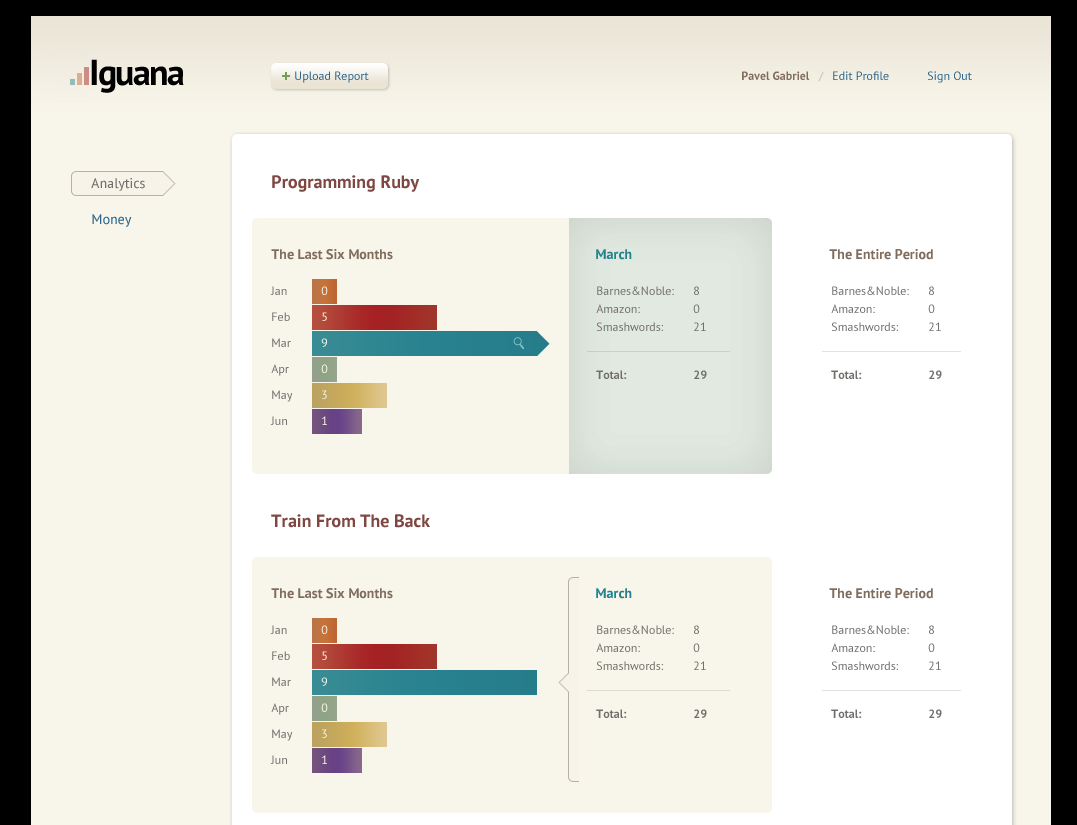 Iguana
+ Upload Report
Pavel Gabriel / Edit Profile Sign Out
Analytics
Money
Programming Ruby
The Last Six Months
Jan 0
Feb 5
Mar 9
Apr 0
May 3
Jun 1
March
Barnes&Noble: 8
Amazon: 0
Smashwords: 21
Total: 29
The Entire Period
Barnes&Noble: 8
Amazon: 0
Smashwords: 21
Total: 29
Train From The Back
The Last Six Months
Jan 0
Feb 5
Mar 9
Apr 0
May 3
Jun 1
March
Barnes&Noble: 8
Amazon: 0
Smashwords: 21
Total: 29
The Entire Period
Barnes&Noble: 8
Amazon: 0
Smashwords: 21
Total: 29